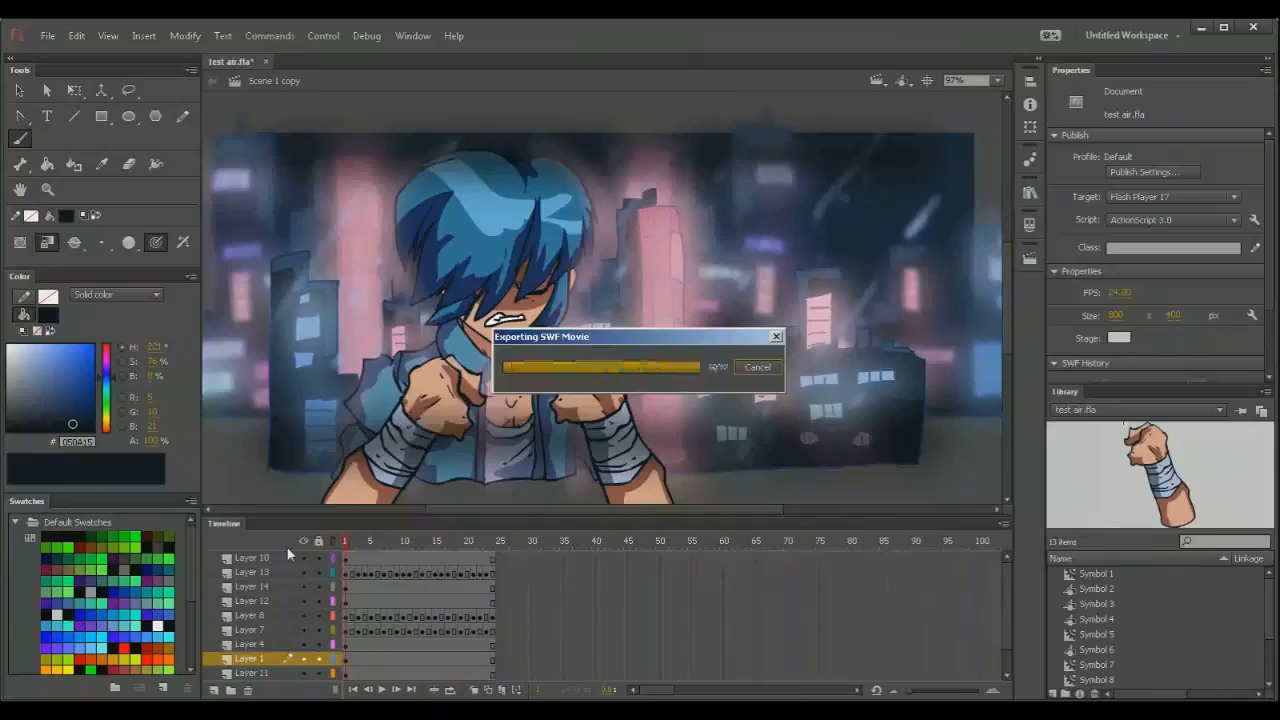 Fl File Edit View Insert Modify Text Commands Control Debug Window Help Untitled Workspace
Tools
test air.fla* ×
Scene 1 copy
97%
Properties
Document
test air.fla
Publish
Profile: Default
Publish Settings...
Target: Flash Player 17
Script: ActionScript 3.0
Class:
Properties
FPS: 24.00
Size: 800 x 400 px
Stage:
SWF History
Color
Solid color
H: 221 °
S: 76 %
B: 8 %
R: 5
G: 10
B: 21
A: 100 %
# 050A15
Exporting SWF Movie
Cancel
Library
test air.fla
13 items
Name Linkage
Symbol 1
Symbol 2
Symbol 3
Symbol 4
Symbol 5
Symbol 6
Symbol 7
Symbol 8
Swatches
Default Swatches
Timeline
1 5 10 15 20 25 30 35 40 45 50 55 60 65 70 75 80 85 90 95 100
Layer 10
Layer 13
Layer 14
Layer 12
Layer 8
Layer 7
Layer 4
Layer 1
Layer 11
1